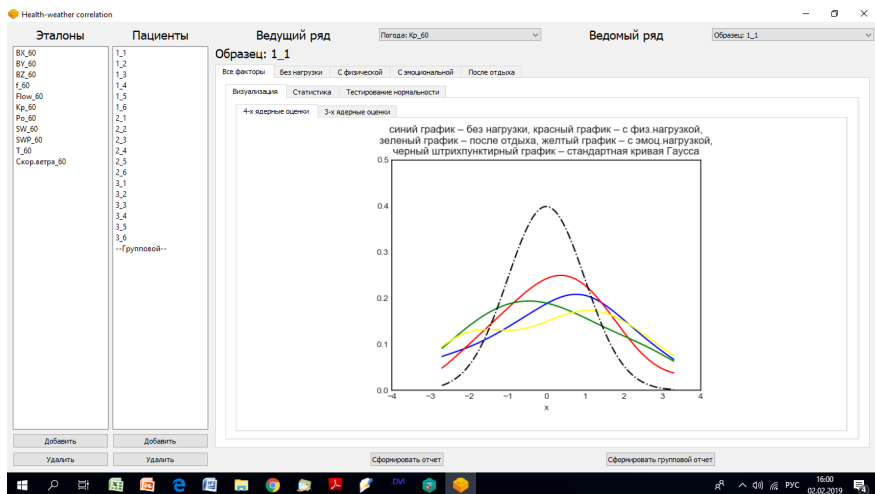 Health-weather correlation
Эталоны
Пациенты
Ведущий ряд
Погода: Kp_60
Ведомый ряд
Образец: 1_1
BX_60
BY_60
BZ_60
f_60
Flow_60
Kp_60
Po_60
SW_60
SWP_60
T_60
Скор.ветра_60
1_1
1_2
1_3
1_4
1_5
1_6
2_1
2_2
2_3
2_4
2_5
2_6
3_1
3_2
3_3
3_4
3_5
3_6
--Групповой--
Образец: 1_1
Все факторы Без нагрузки С физической С эмоциональной После отдыха
Визуализация Статистика Тестирование нормальности
4-х ядерные оценки 3-х ядерные оценки
синий график – без нагрузки, красный график – с физ.нагрузкой,
зеленый график – после отдыха, желтый график – с эмоц.нагрузкой,
черный штрихпунктирный график – стандартная кривая Гаусса
0.5
0.4
0.3
0.2
0.1
0.0
−4 −3 −2 −1 0 1 2 3 4
x
Добавить Добавить
Удалить Удалить
Сформировать отчет
Сформировать групповой отчет
.DVI
РУС
16:00
02.02.2019
4